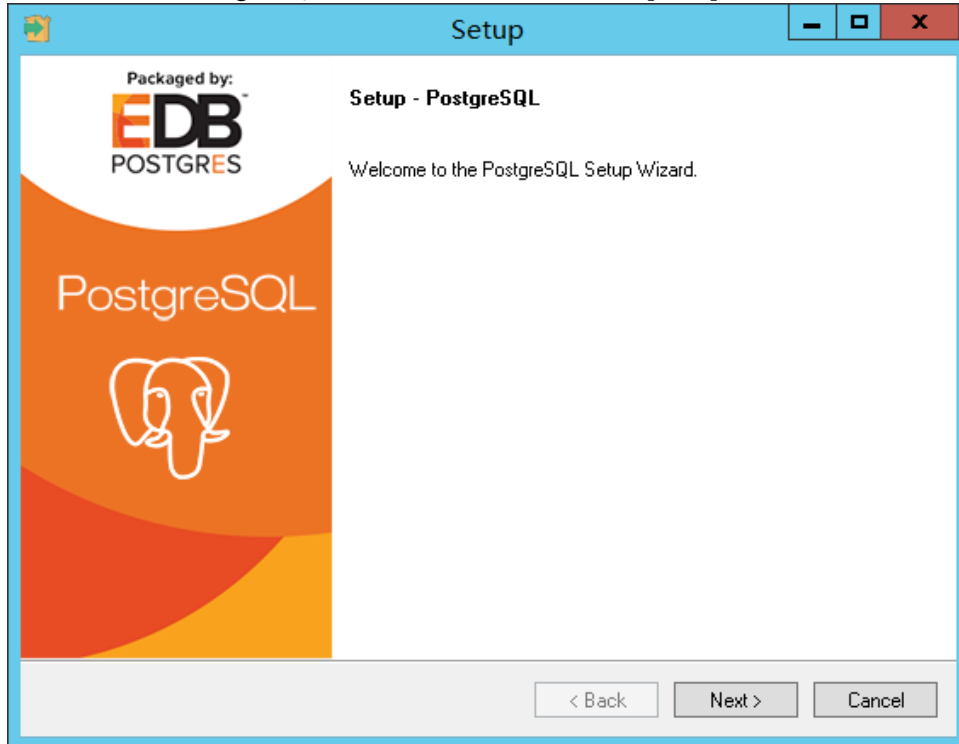 Setup
Packaged by:
EDB
POSTGRES
Setup - PostgreSQL
Welcome to the PostgreSQL Setup Wizard.
PostgreSQL
< Back
Next >
Cancel